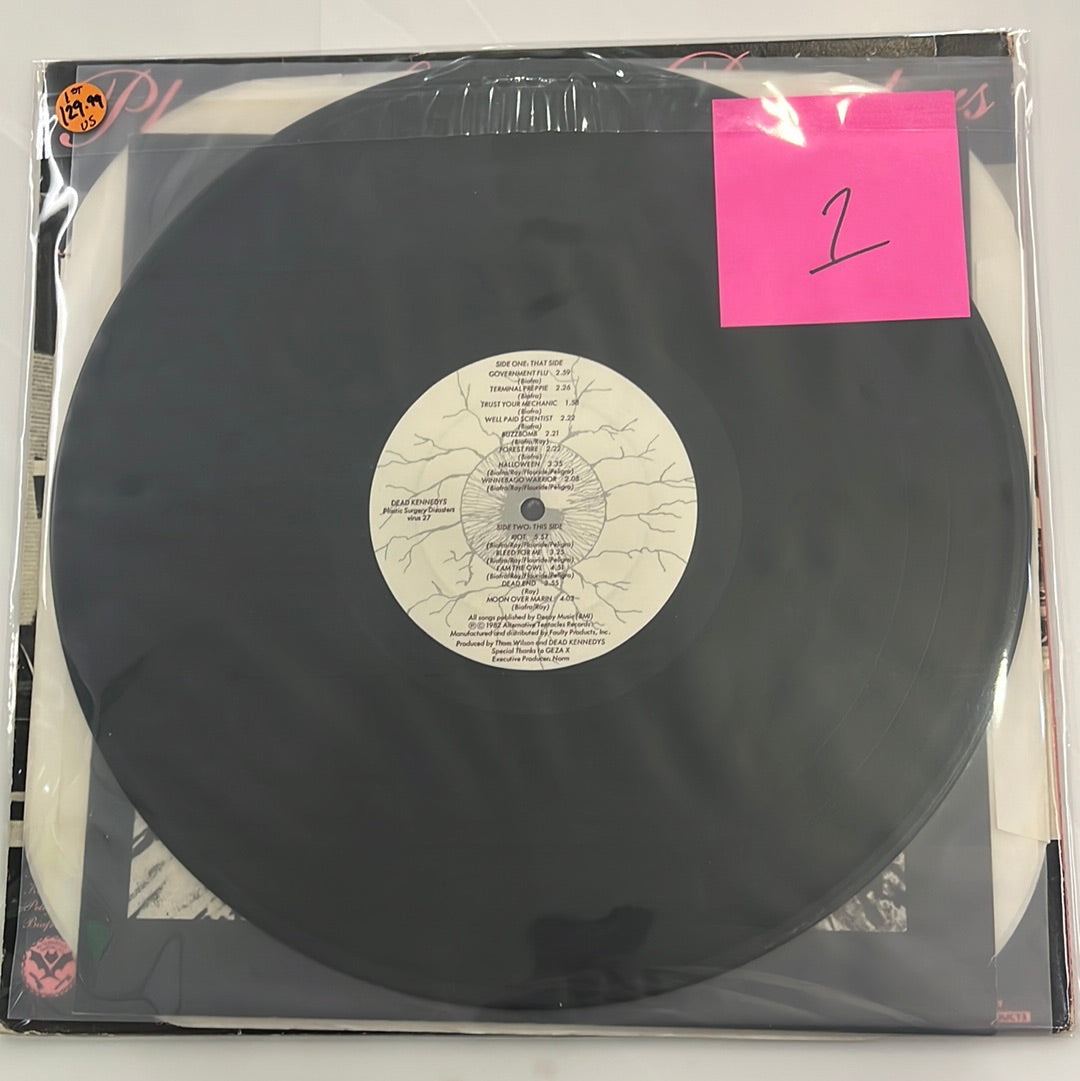 1 OT
129.99
US
1
SIDE ONE: THAT SIDE
GOVERNMENT FLU 2.59
(Biafra)
TERMINAL PREPPIE 2.26
(Biafra)
TRUST YOUR MECHANIC 1.58
(Biafra)
WELL PAID SCIENTIST 2.22
(Biafra)
BUZZBOMB 2.21
(Biafra/Ray)
FOREST FIRE 2:22
(Biafra)
HALLOWEEN 3:35
(Biafra/Ray/Flouride/Peligro)
WINNEBAGO WARRIOR 2:08
(Biafra/Ray/Flouride/Peligro)
DEAD KENNEDYS
Plastic Surgery Disasters
virus 27
SIDE TWO: THIS SIDE
RIOT 5:57
(Biafra/Ray/Flouride/Peligro)
BLEED FOR ME 3.25
(Biafra/Ray/Flouride/Peligro)
I AM THE OWL 4:51
(Biafra/Ray/Flouride/Peligro)
DEAD END 3:55
(Ray)
MOON OVER MARIN 4:02
(Biafra/Ray)
All songs published by Decay Music (BMI)
Ⓟ© 1982 Alternative Tentacles Records
Manufactured and distributed by Faulty Products, Inc.
Produced by Thom Wilson and DEAD KENNEDYS
Special Thanks to GEZA X
Executive Producer: Norm